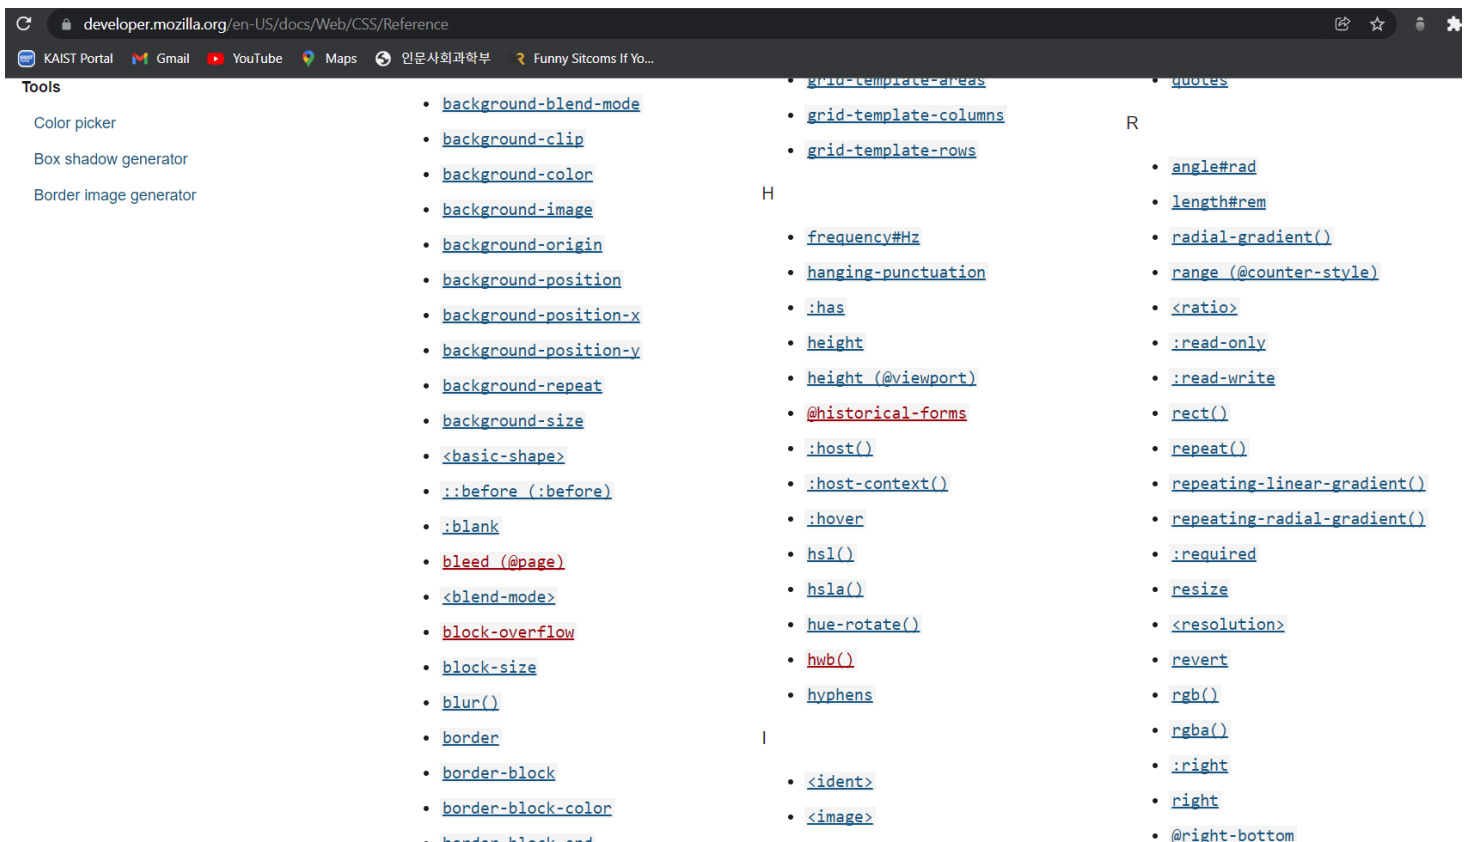 developer.mozilla.org/en-US/docs/Web/CSS/Reference
KAIST Portal
Gmail
YouTube
Maps
인문사회과학부
Funny Sitcoms If Yo...
Tools
Color picker
Box shadow generator
Border image generator
background-blend-mode
background-clip
background-color
background-image
background-origin
background-position
background-position-x
background-position-y
background-repeat
background-size
<basic-shape>
::before (:before)
:blank
bleed (@page)
<blend-mode>
block-overflow
block-size
blur()
border
border-block
border-block-color
border-block-end
grid-template-areas
grid-template-columns
grid-template-rows
H
frequency#Hz
hanging-punctuation
:has
height
height (@viewport)
@historical-forms
:host()
:host-context()
:hover
hsl()
hsla()
hue-rotate()
hwb()
hyphens
I
<ident>
<image>
quotes
R
angle#rad
length#rem
radial-gradient()
range (@counter-style)
<ratio>
:read-only
:read-write
rect()
repeat()
repeating-linear-gradient()
repeating-radial-gradient()
:required
resize
<resolution>
revert
rgb()
rgba()
:right
right
@right-bottom